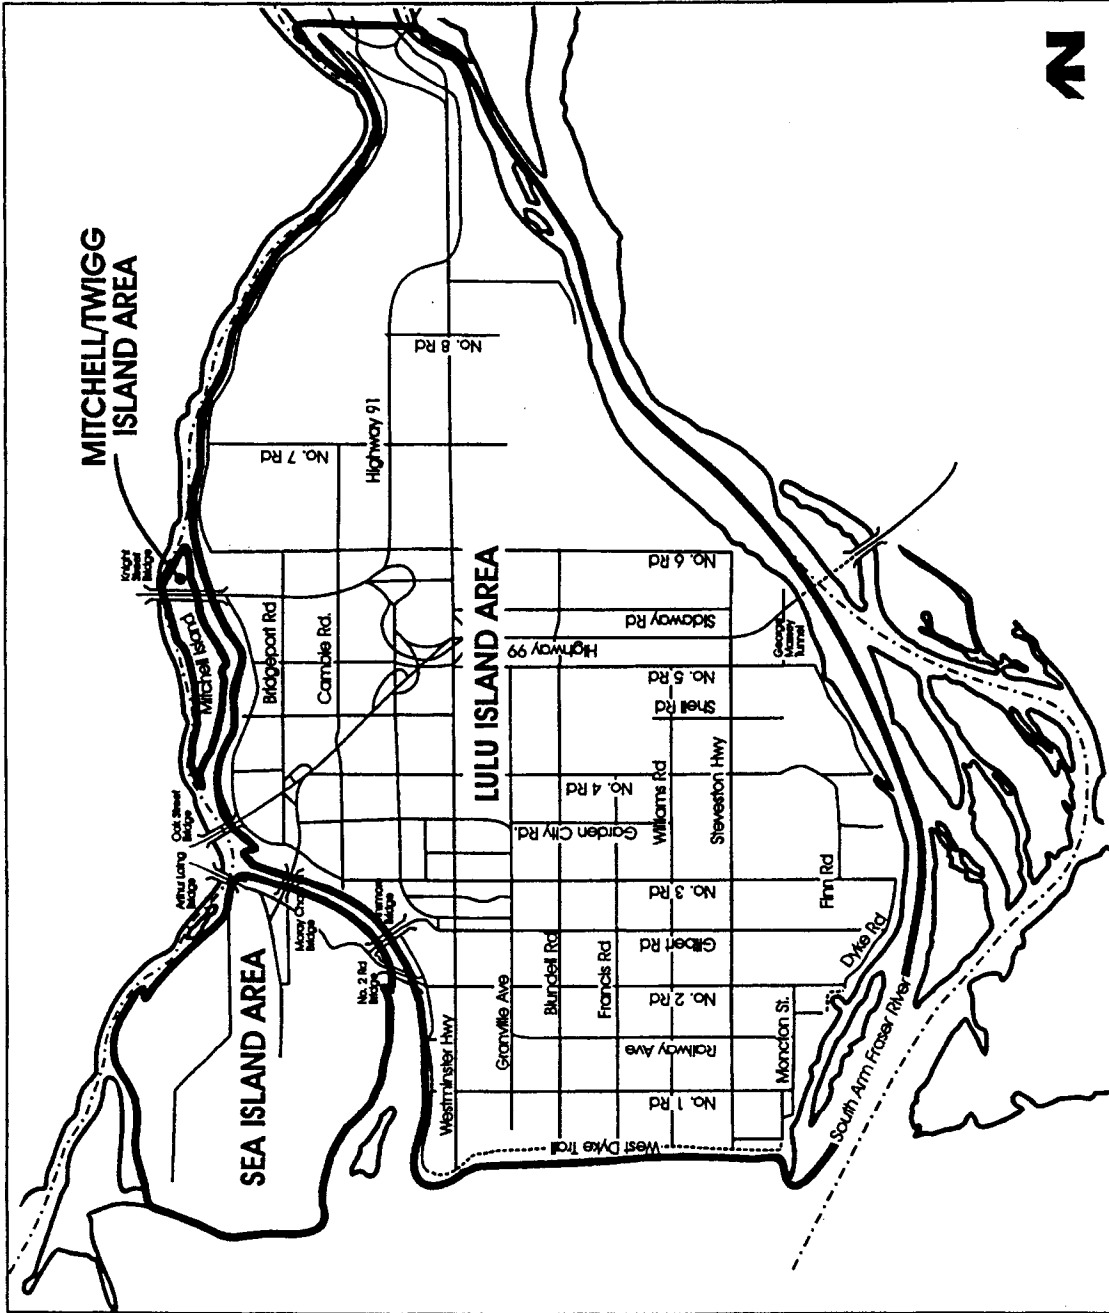 N
MITCHELL/TWIGG
ISLAND AREA
Knight
Street
Bridge
Mitchell Island
Oak Street
Bridge
Arthur Laing
Bridge
Moray
Bridge
Bridge
No. 2 Rd
Bridge
SEA ISLAND AREA
LULU ISLAND AREA
Bridgeport Rd
Cambie Rd.
Highway 91
No. 8 Rd
No. 7 Rd
No. 6 Rd
Sidaway Rd
Highway 99
No. 5 Rd
Shell Rd
No. 4 Rd
Garden City Rd.
No. 3 Rd
Gilbert Rd
No. 2 Rd
Railway Ave
No. 1 Rd
West Dyke Trail
Westminster Hwy
Granville Ave
Blundell Rd
Francis Rd
Williams Rd
Steveston Hwy
Moncton St.
Finn Rd
Dyke Rd
George
Massey
Tunnel
South Arm Fraser River